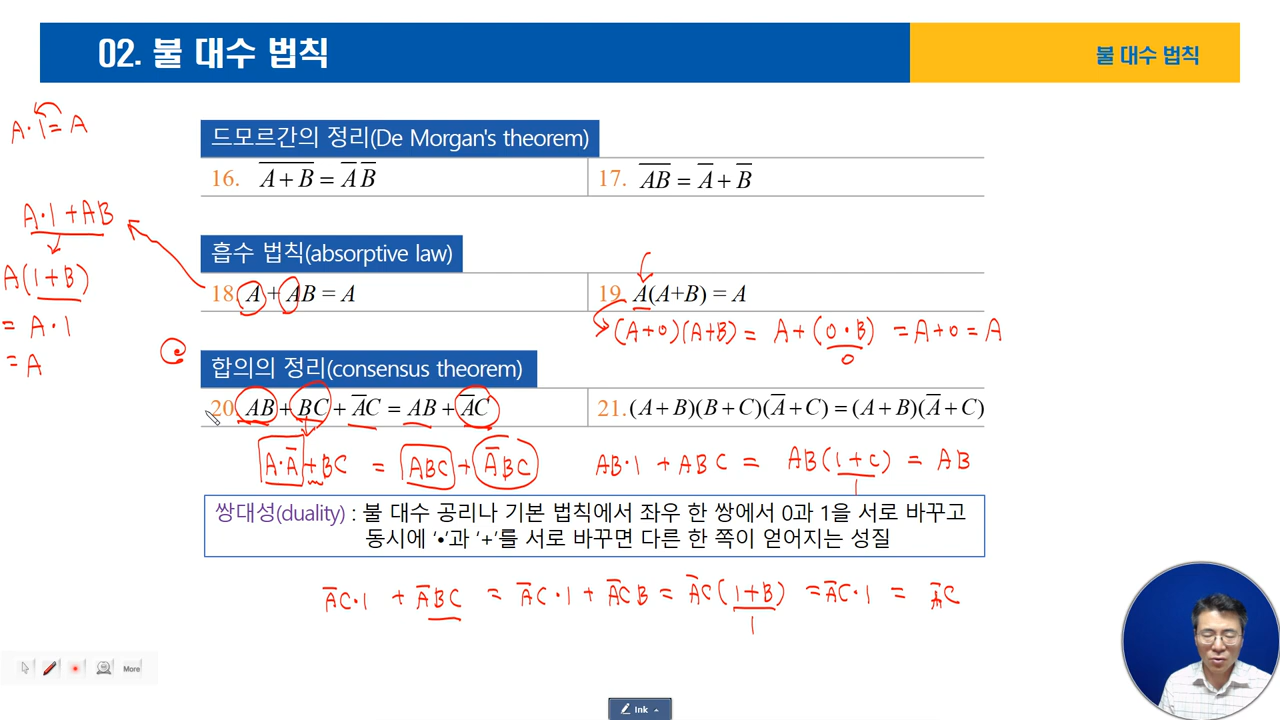 02. 불 대수 법칙
불 대수 법칙
A·1 = A
드모르간의 정리(De Morgan's theorem)
16. \overline{A + B} = \overline{A} \overline{B}
17. \overline{AB} = \overline{A} + \overline{B}
A·1 + AB
A(1+B)
= A·1
= A
흡수 법칙(absorptive law)
18. A + AB = A
19. A(A+B) = A
(A+0)(A+B) = A+(0·B) = A+0 = A
0
합의의 정리(consensus theorem)
20. AB + BC + \overline{A}C = AB + \overline{A}C
21. (A + B)(B + C)(\overline{A} + C) = (A + B)(\overline{A} + C)
A·\overline{A} + BC = ABC + \overline{A}BC
AB·1 + ABC = AB(1+C) = AB
1
쌍대성(duality) : 불 대수 공리나 기본 법칙에서 좌우 한 쌍에서 0과 1을 서로 바꾸고
동시에 '•'과 '+'를 서로 바꾸면 다른 한 쪽이 얻어지는 성질
\overline{A}C·1 + \overline{A}BC = \overline{A}C·1 + \overline{A}CB = \overline{A}C(1+B) = \overline{A}C·1 = \overline{A}C
1
More
Ink